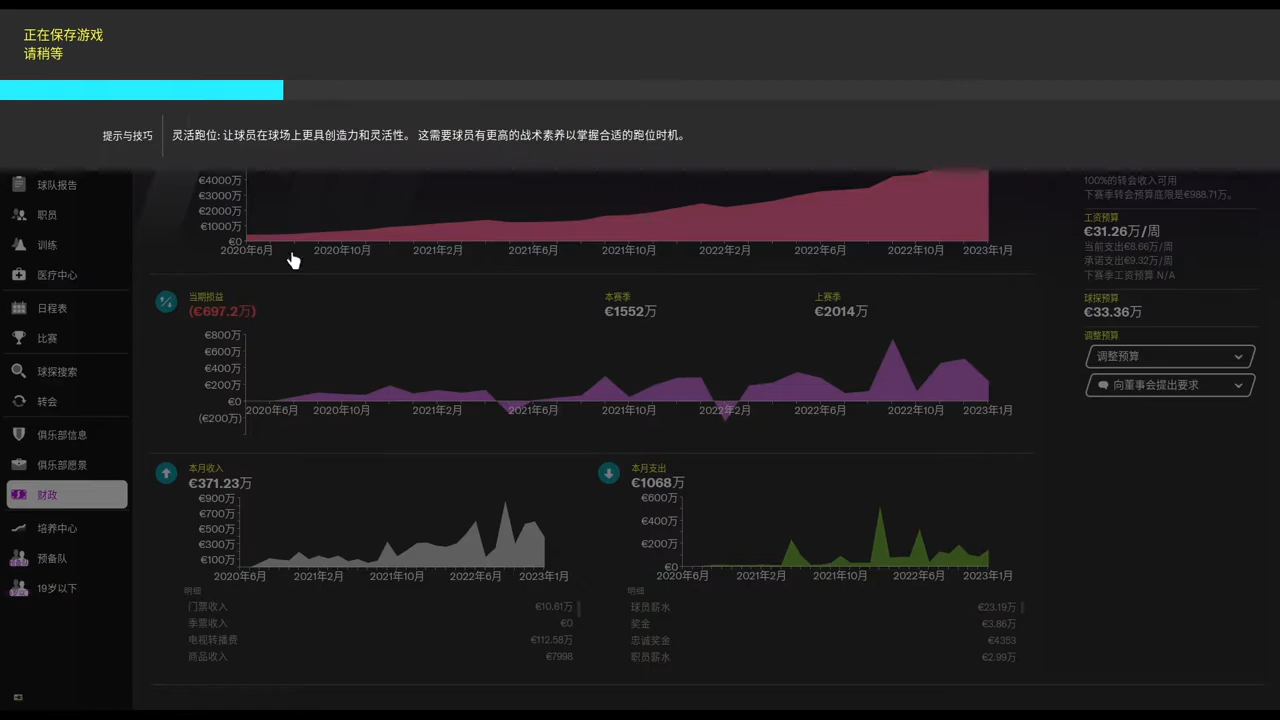 正在保存游戏
请稍等
提示与技巧
灵活跑位: 让球员在球场上更具创造力和灵活性。 这需要球员有更高的战术素养以掌握合适的跑位时机。
球队报告
职员
训练
医疗中心
日程表
比赛
球探搜索
转会
俱乐部信息
俱乐部愿景
财政
培养中心
预备队
19岁以下
€4000万
€3000万
€2000万
€1000万
€0
2020年6月 2020年10月 2021年2月 2021年6月 2021年10月 2022年2月 2022年6月 2022年10月 2023年1月
当期损益
(€697.2万)
本赛季
€1552万
上赛季
€2014万
€800万
€600万
€400万
€200万
€0
(€200万)
2020年6月 2020年10月 2021年2月 2021年6月 2021年10月 2022年2月 2022年6月 2022年10月 2023年1月
本月收入
€371.23万
€900万
€700万
€500万
€300万
€100万
2020年6月 2021年2月 2021年10月 2022年6月 2023年1月
明细
门票收入 €10.61万
季票收入 €0
电视转播费 €112.58万
商品收入 €7998
本月支出
€1068万
€600万
€400万
€200万
€0
2020年6月 2021年2月 2021年10月 2022年6月 2023年1月
明细
球员薪水 €23.19万
奖金 €3.86万
忠诚奖金 €4353
职员薪水 €2.99万
100%的转会收入可用
下赛季转会预算底限是€988.71万。
工资预算
€31.26万/周
当前支出€8.66万/周
承诺支出€9.32万/周
下赛季工资预算 N/A
球探预算
€33.36万
调整预算
调整预算
向董事会提出要求